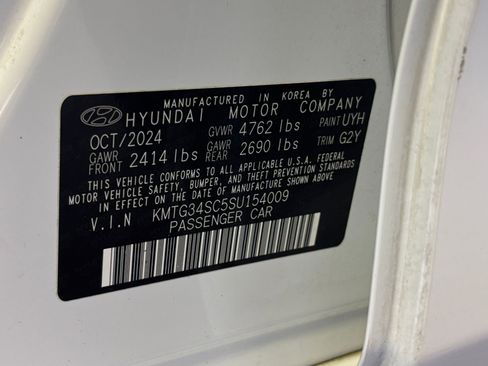 MANUFACTURED IN KOREA BY
HYUNDAI MOTOR COMPANY
OCT/2024 GVWR 4762 lbs PAINT UYH
GAWR FRONT 2414 lbs GAWR REAR 2690 lbs TRIM G2Y
THIS VEHICLE CONFORMS TO ALL APPLICABLE U.S.A. FEDERAL
MOTOR VEHICLE SAFETY, BUMPER, AND THEFT PREVENTION STANDARDS
IN EFFECT ON THE DATE OF MANUFACTURE SHOWN ABOVE.
V.I.N KMTG34SC5SU154009
PASSENGER CAR